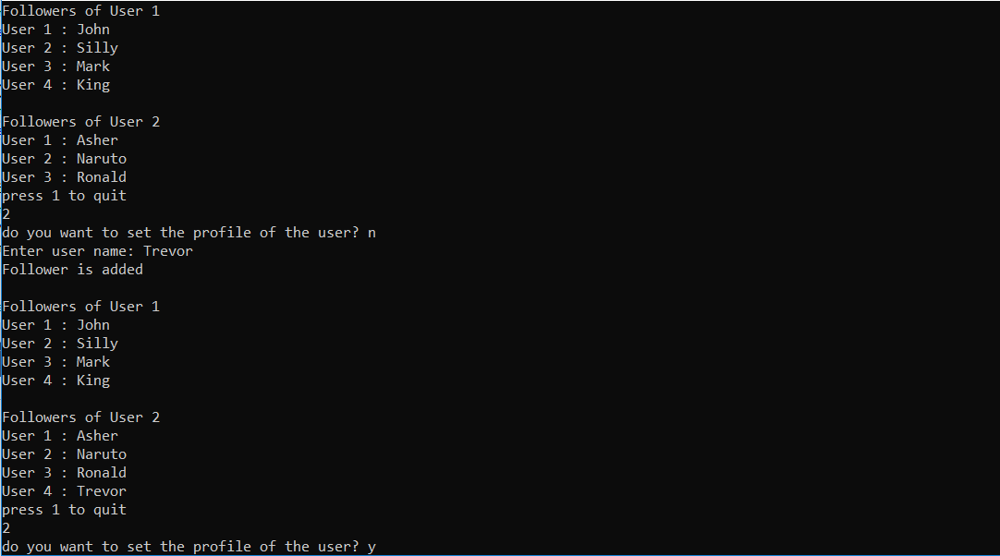 Followers of User 1
User 1 : John
User 2 : Silly
User 3 : Mark
User 4 : King
Followers of User 2
User 1 : Asher
User 2 : Naruto
User 3 : Ronald
press 1 to quit
2
do you want to set the profile of the user? n
Enter user name: Trevor
Follower is added
Followers of User 1
User 1 : John
User 2 : Silly
User 3 : Mark
User 4 : King
Followers of User 2
User 1 : Asher
User 2 : Naruto
User 3 : Ronald
User 4 : Trevor
press 1 to quit
2
do you want to set the profile of the user? y